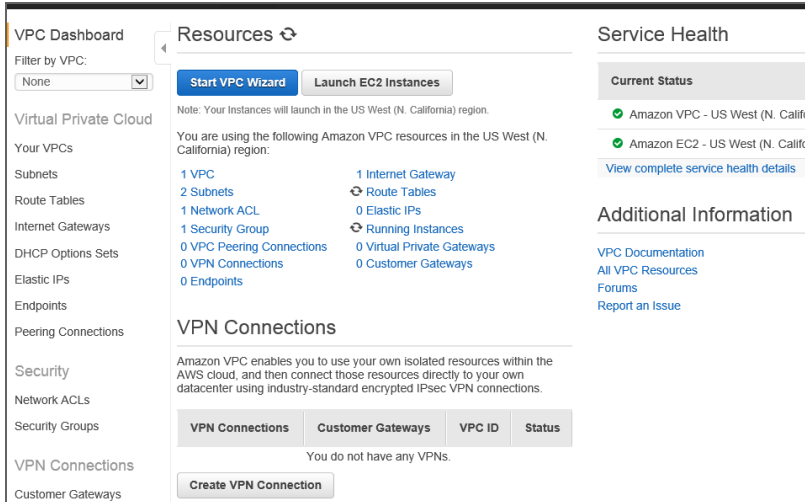 VPC Dashboard
Filter by VPC:
None
Virtual Private Cloud
Your VPCs
Subnets
Route Tables
Internet Gateways
DHCP Options Sets
Elastic IPs
Endpoints
Peering Connections
Security
Network ACLs
Security Groups
VPN Connections
Customer Gateways
Resources
Start VPC Wizard
Launch EC2 Instances
Note: Your Instances will launch in the US West (N. California) region.
You are using the following Amazon VPC resources in the US West (N.
California) region:
1 VPC
2 Subnets
1 Network ACL
1 Security Group
0 VPC Peering Connections
0 VPN Connections
0 Endpoints
1 Internet Gateway
Route Tables
0 Elastic IPs
Running Instances
0 Virtual Private Gateways
0 Customer Gateways
VPN Connections
Amazon VPC enables you to use your own isolated resources within the
AWS cloud, and then connect those resources directly to your own
datacenter using industry-standard encrypted IPsec VPN connections.
VPN Connections Customer Gateways VPC ID Status
You do not have any VPNs.
Create VPN Connection
Service Health
Current Status
Amazon VPC - US West (N. Calif
Amazon EC2 - US West (N. Calif
View complete service health details
Additional Information
VPC Documentation
All VPC Resources
Forums
Report an Issue